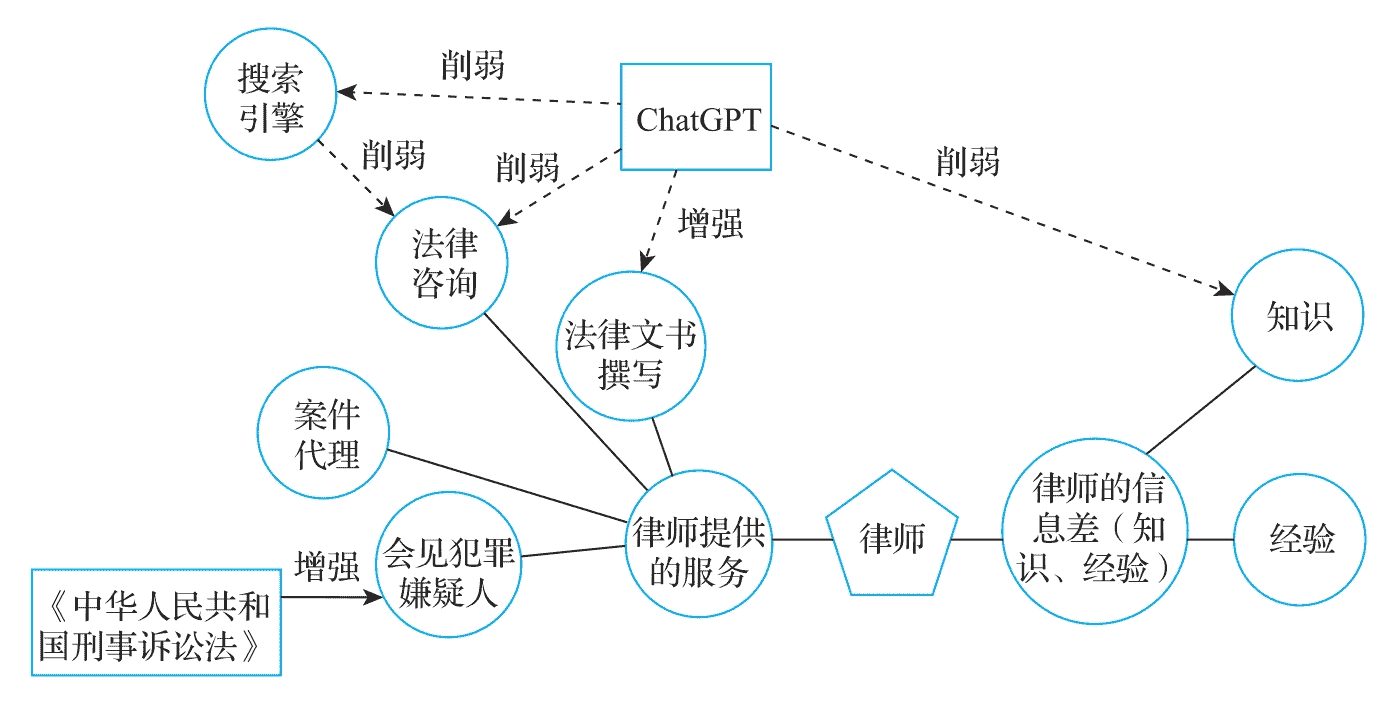 搜索
引擎
削弱
ChatGPT
削弱
削弱
削弱
增强
法律
咨询
法律文书
撰写
知识
案件
代理
律师提供
的服务
律师
律师的信
息差（知
识、经验）
经验
会见犯罪
嫌疑人
增强
《中华人民共和
国刑事诉讼法》